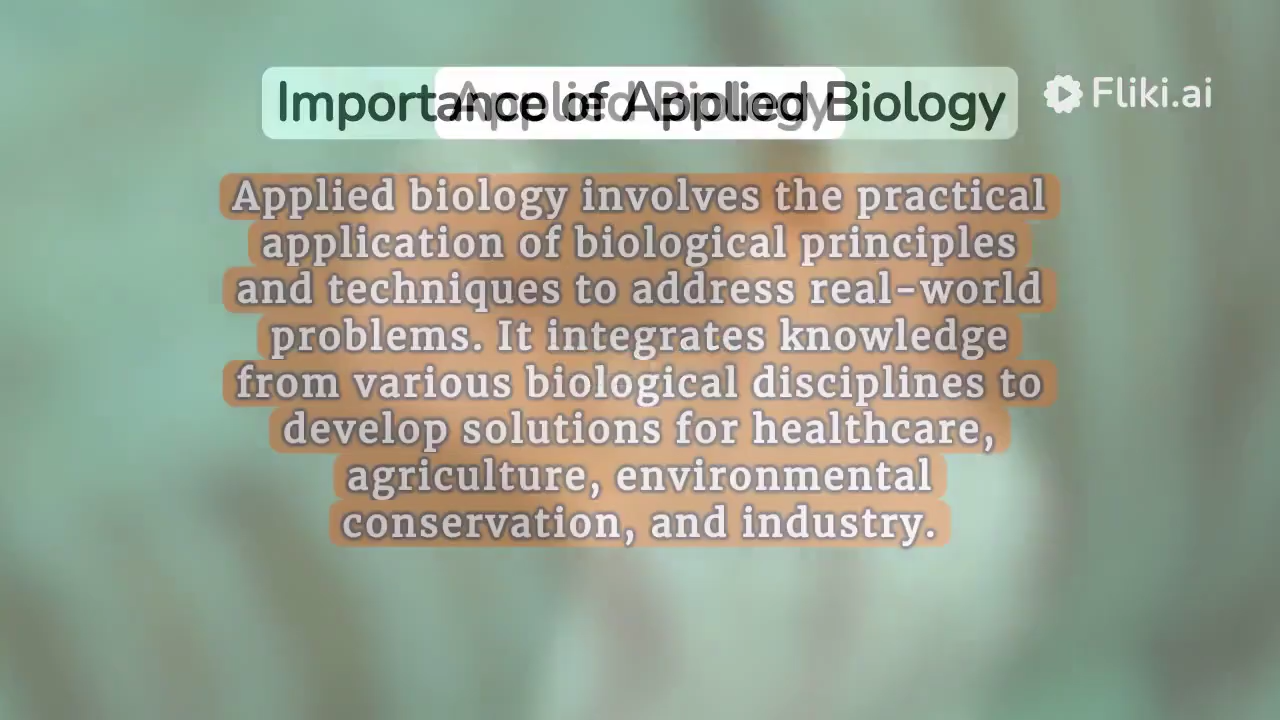 Importance of Applied Biology
Applied Biology
Fliki.ai
Applied biology involves the practical
application of biological principles
and techniques to address real-world
problems. It integrates knowledge
from various biological disciplines to
develop solutions for healthcare,
agriculture, environmental
conservation, and industry.